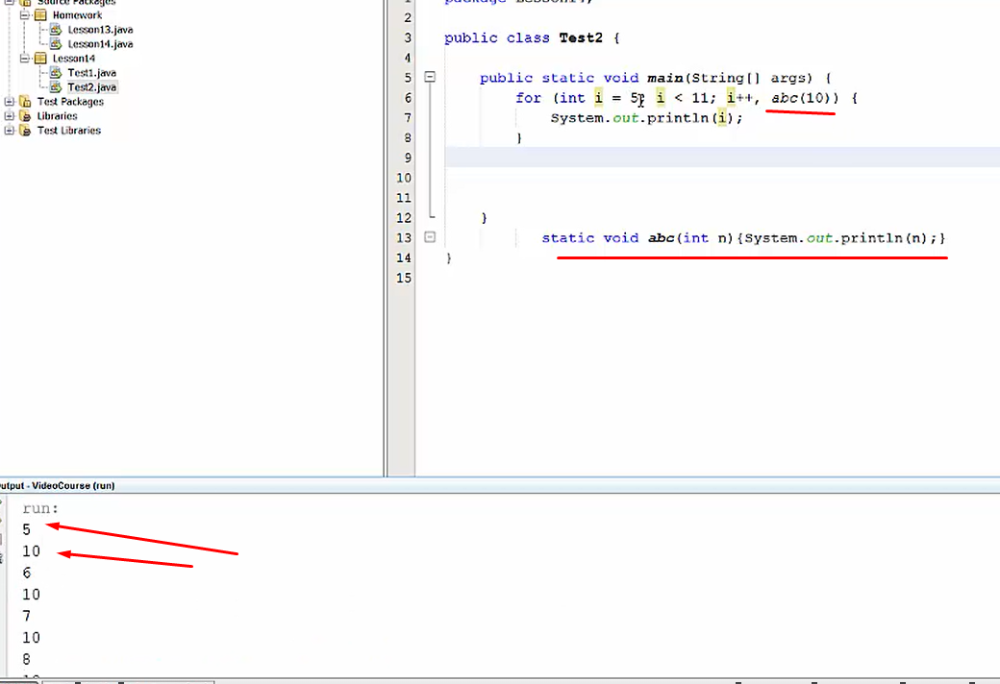 Source Packages
Homework
Lesson13.java
Lesson14.java
Lesson14
Test1.java
Test2.java
Test Packages
Libraries
Test Libraries
2
3 public class Test2 {
4
5 public static void main(String[] args) {
6 for (int i = 5; i < 11; i++, abc(10)) {
7 System.out.println(i);
8 }
9
10
11
12 }
13 static void abc(int n){System.out.println(n);}
14 }
15
utput - VideoCourse (run)
run:
5
10
6
10
7
10
8